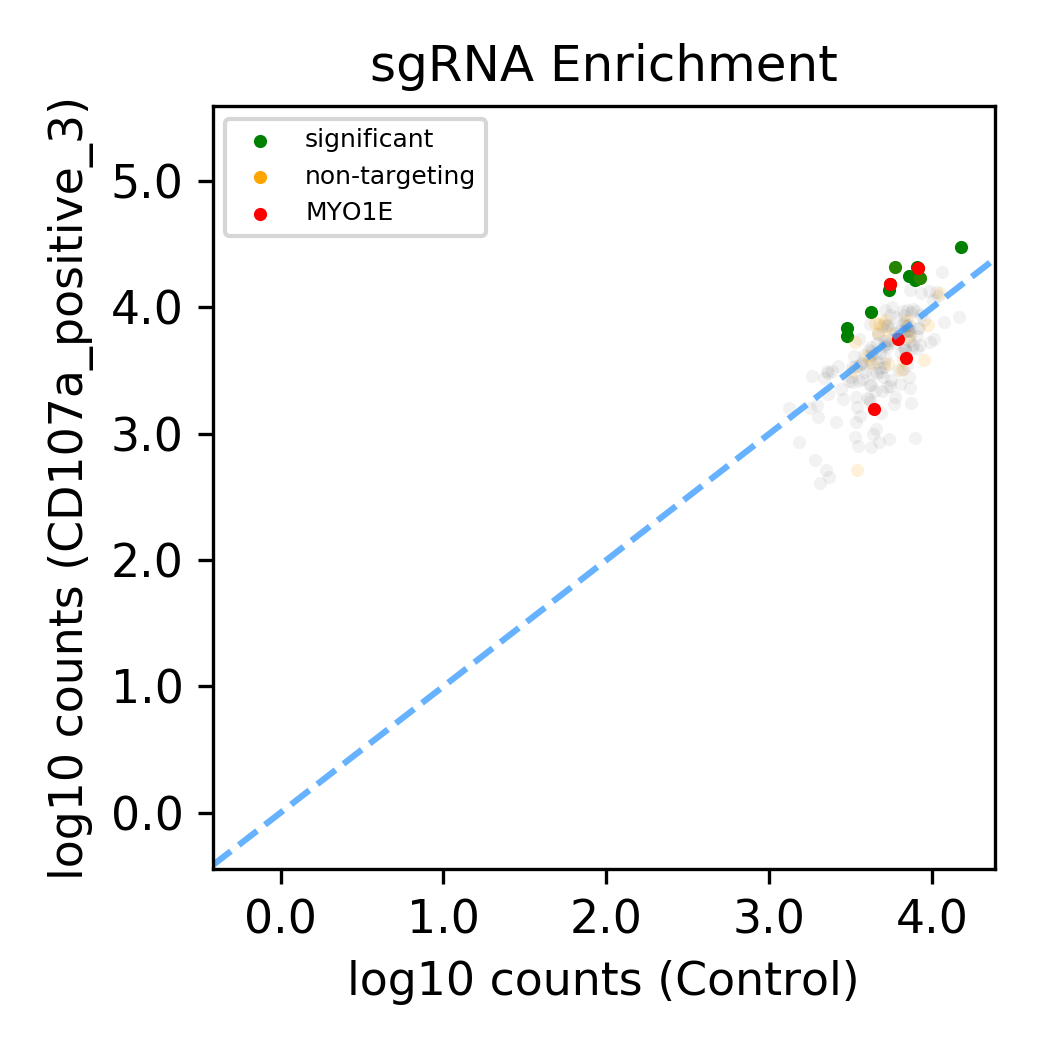 sgRNA Enrichment
significant
non-targeting
MYO1E
log10 counts (CD107a_positive_3)
5.0
4.0
3.0
2.0
1.0
0.0
0.0 1.0 2.0 3.0 4.0
log10 counts (Control)